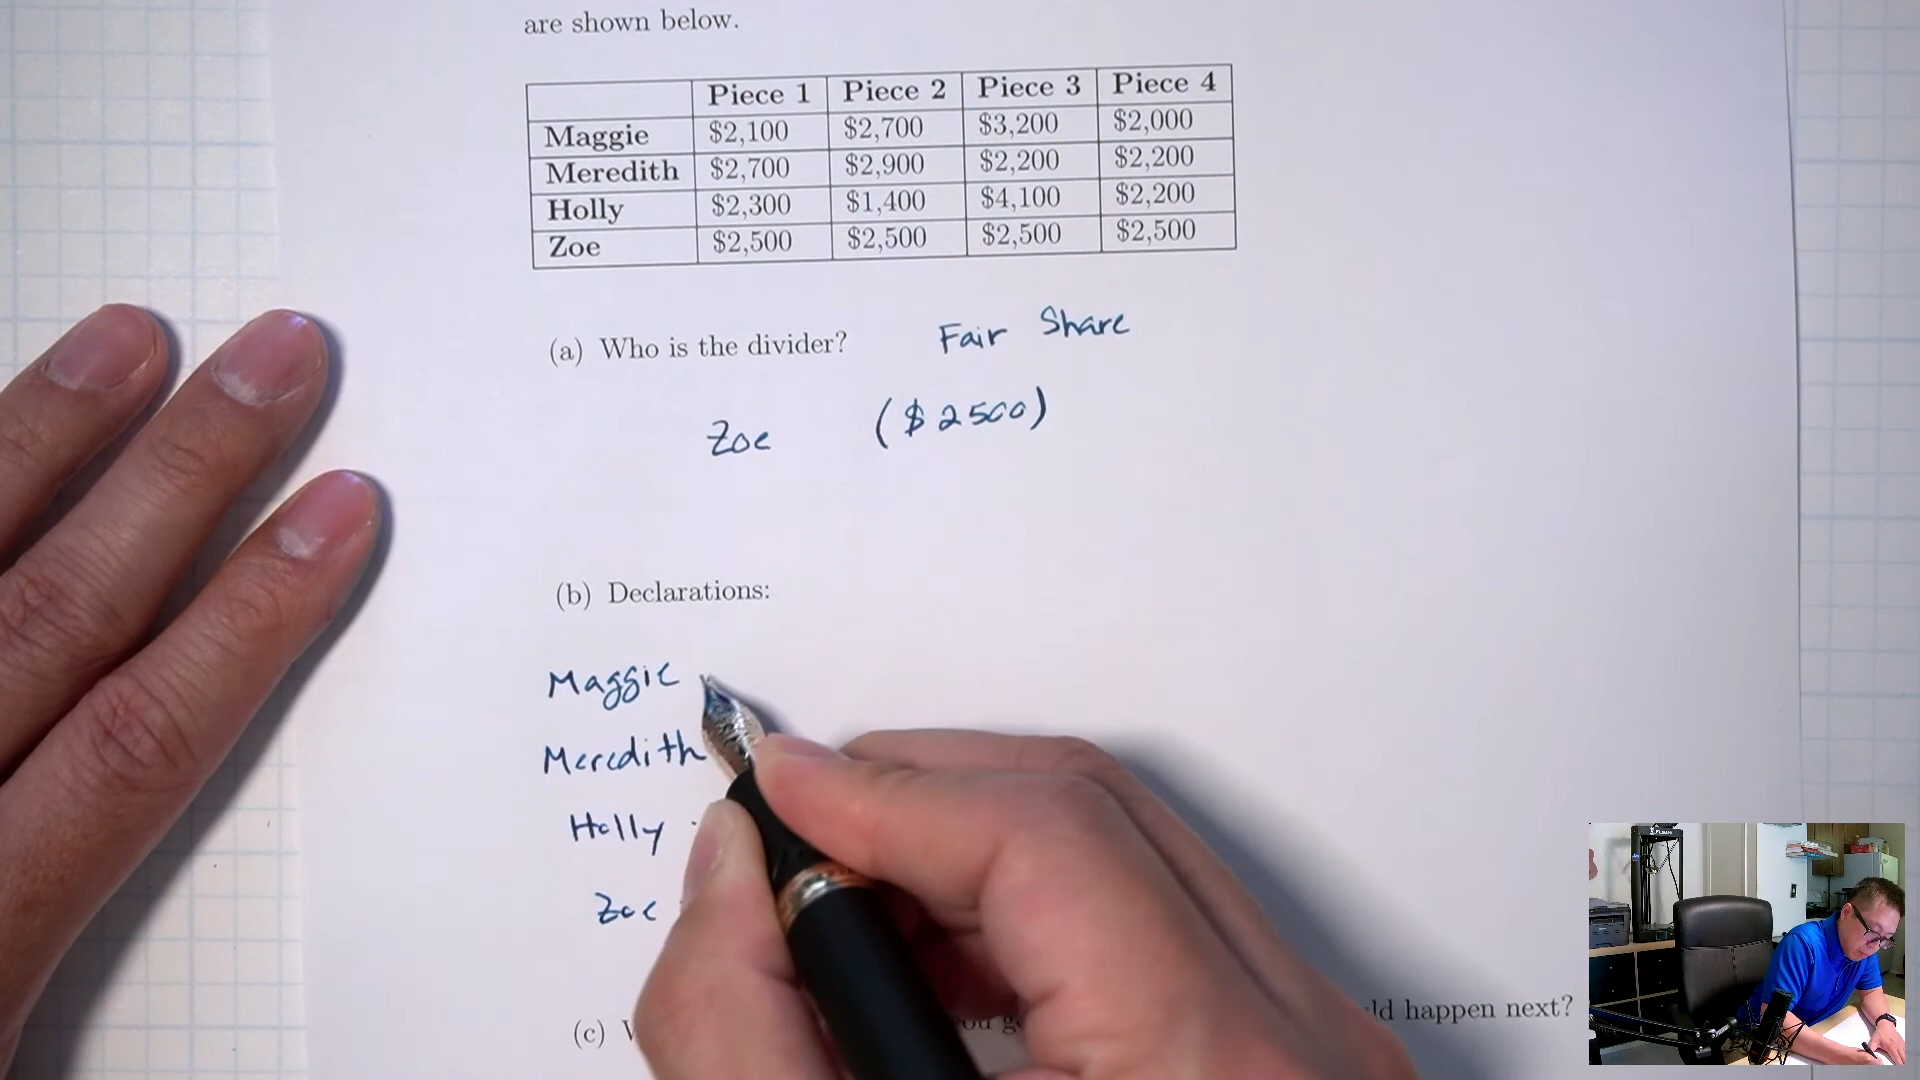 are shown below.
Piece 1 Piece 2 Piece 3 Piece 4
Maggie $2,100 $2,700 $3,200 $2,000
Meredith $2,700 $2,900 $2,200 $2,200
Holly $2,300 $1,400 $4,100 $2,200
Zoe $2,500 $2,500 $2,500 $2,500
(a) Who is the divider? Fair Share
Zoe ($2500)
(b) Declarations:
Maggie
Meredith
Holly
Zoe
(c) happen next?